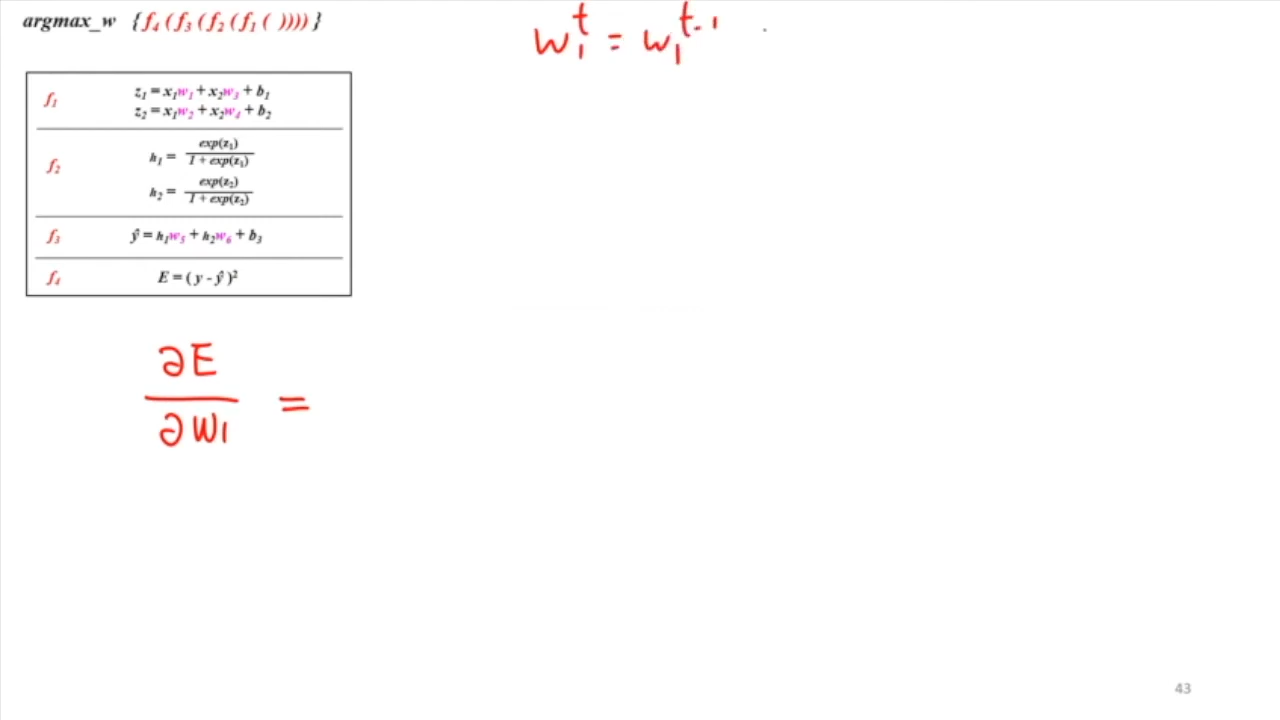 argmax_w {f₄ ( f₃ ( f₂ ( f₁ ( ))))}
w₁ᵗ = w₁ᵗ⁻¹
f₁
z₁ = x₁w₁ + x₂w₃ + b₁
z₂ = x₁w₂ + x₂w₄ + b₂
f₂
h₁ = exp(z₁) / 1 + exp(z₁)
h₂ = exp(z₂) / 1 + exp(z₂)
f₃ ŷ = h₁w₅ + h₂w₆ + b₃
f₄ E = ( y - ŷ )²
∂E
∂W1 =
43